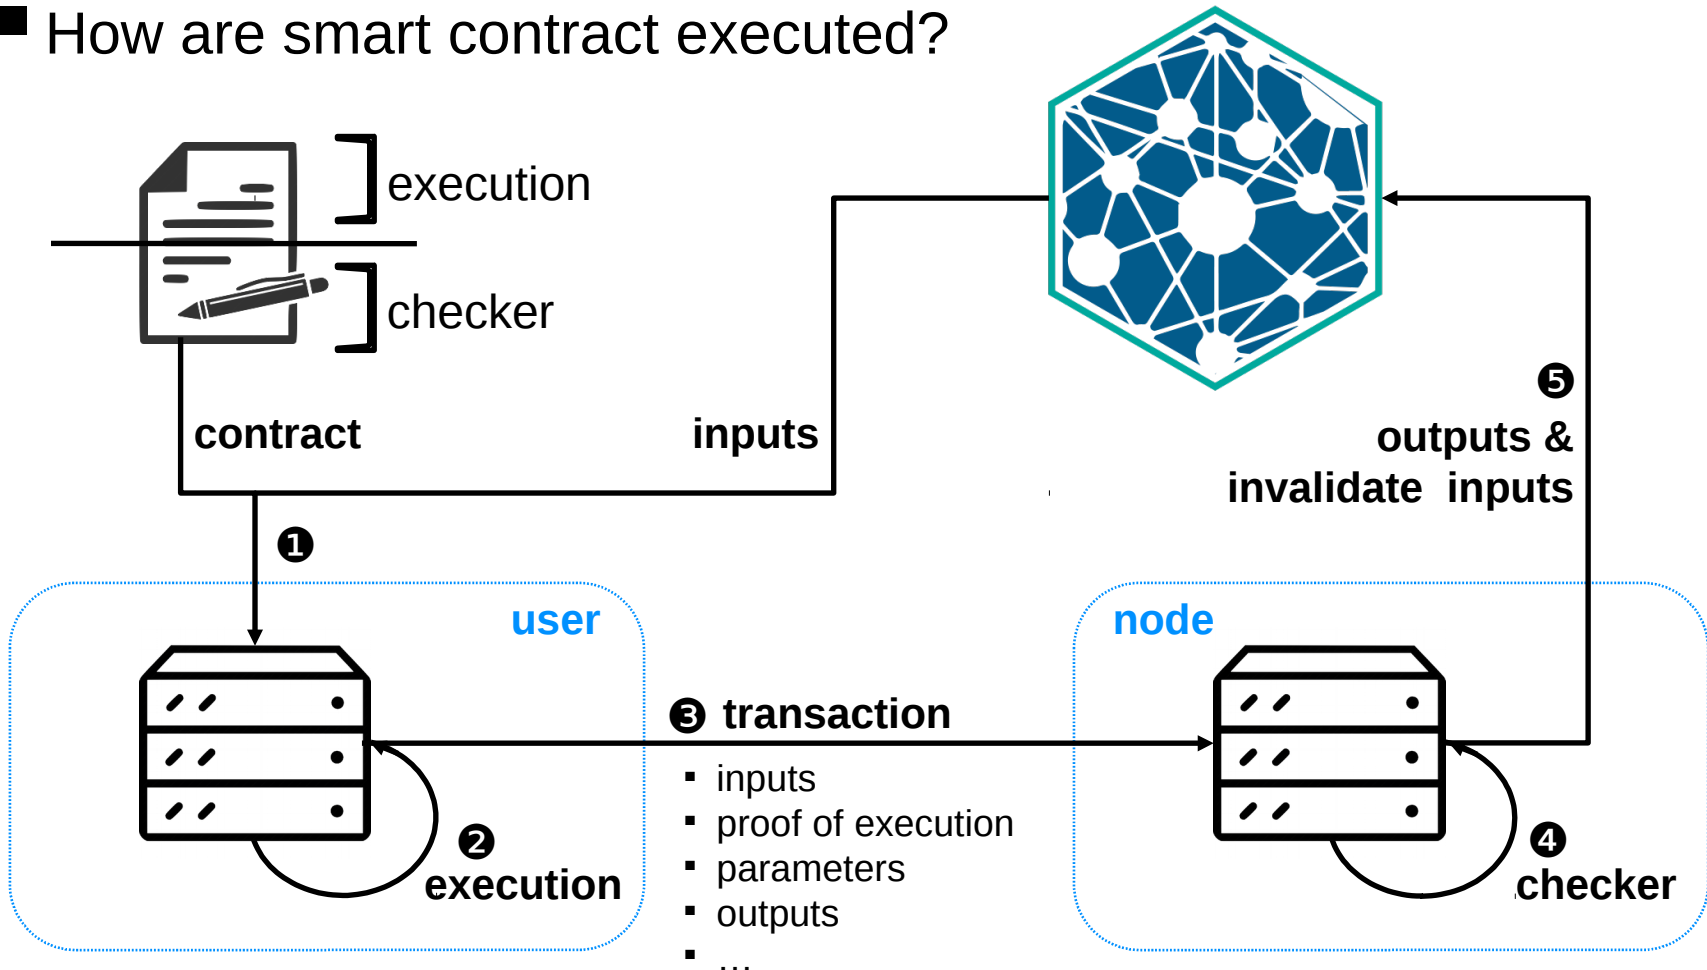 ■ How are smart contract executed?
execution
checker
contract
inputs
❶
❺
outputs &
invalidate inputs
user
node
❸ transaction
▪ inputs
▪ proof of execution
▪ parameters
▪ outputs
▪ ...
❷
execution
❹
checker